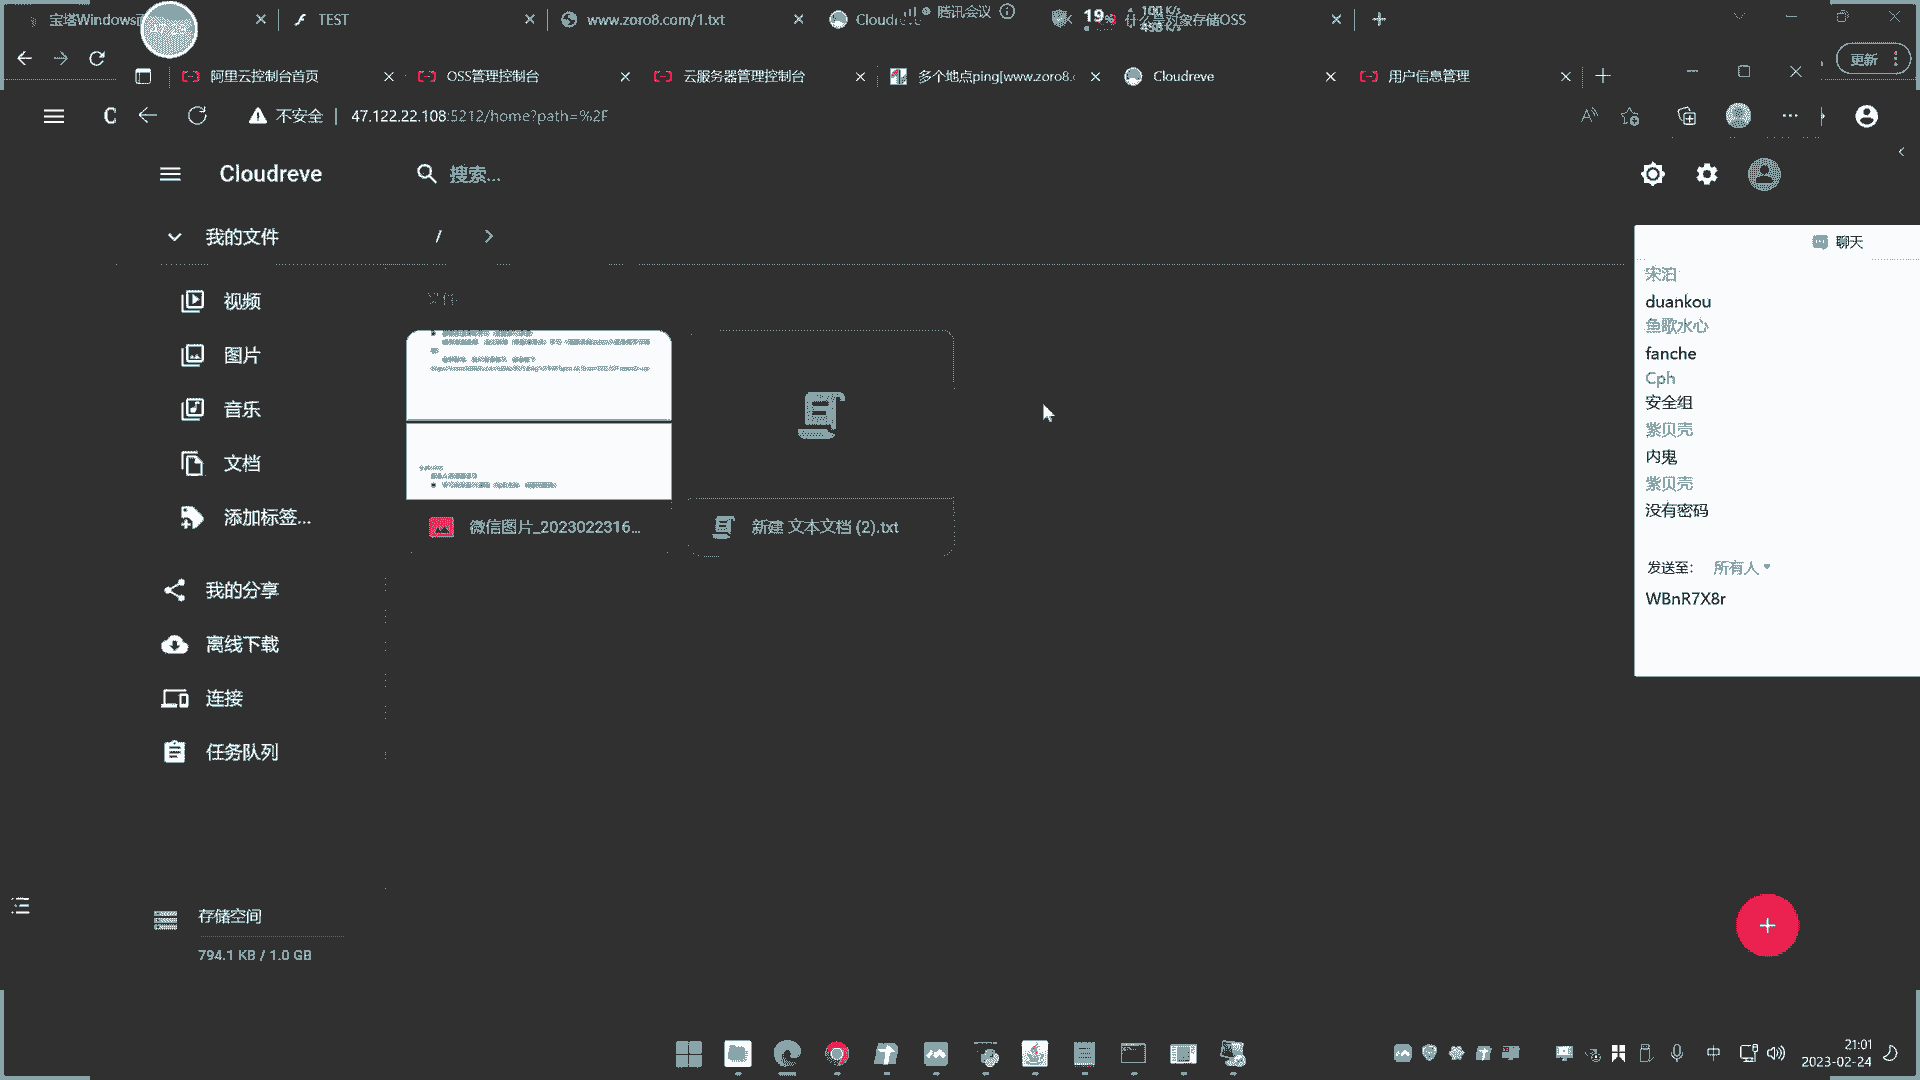 宝塔Windows
TEST
www.zoro8.com/1.txt
Cloudreve
腾讯会议
19%
100 K/s
458 K/s
什么是对象存储OSS
更新
阿里云控制台首页
OSS管理控制台
云服务器管理控制台
多个地点ping[www.zoro8.c
Cloudreve
用户信息管理
C
不安全
47.122.22.108:5212/home?path=%2F
Cloudreve
搜索...
我的文件
/
聊天
视频
图片
音乐
文档
添加标签...
微信图片_2023022316...
新建 文本文档 (2).txt
我的分享
离线下载
连接
任务队列
存储空间
794.1 KB / 1.0 GB
宋泊
duankou
鱼歌水心
fanche
Cph
安全组
紫贝壳
内鬼
紫贝壳
没有密码
发送至:
所有人
WBnR7X8r
中
21:01
2023-02-24